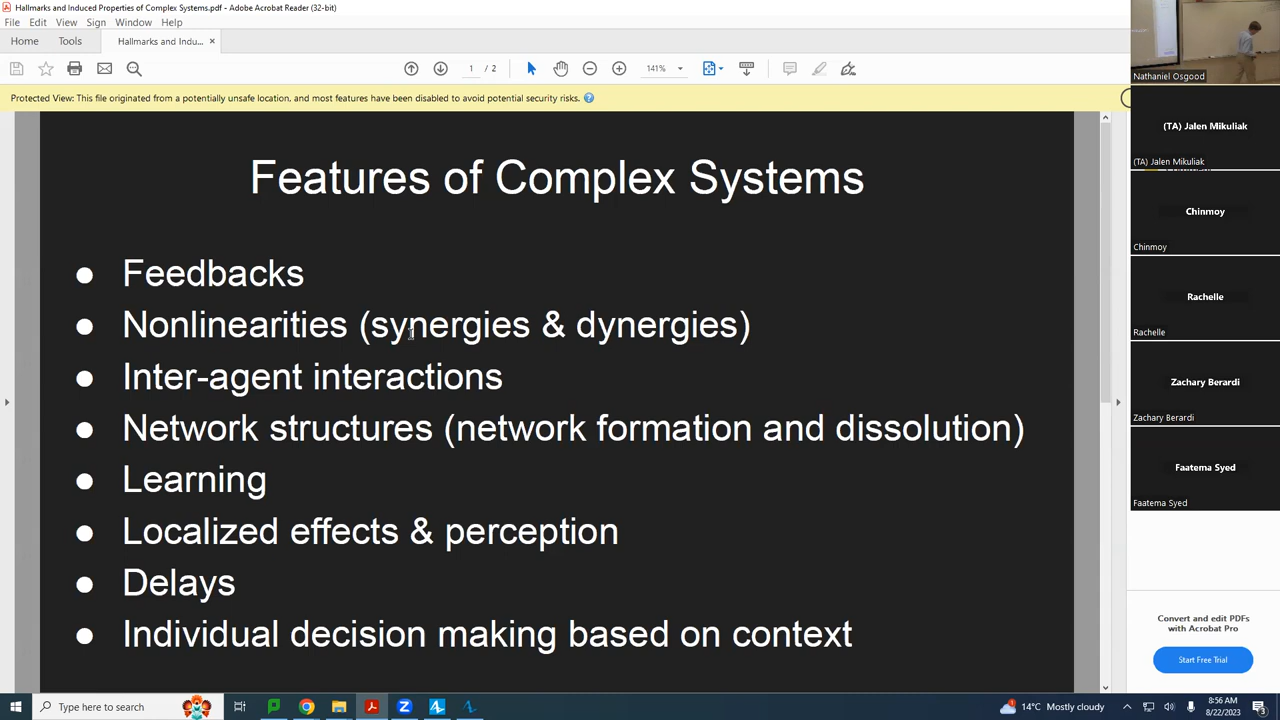 Hallmarks and Induced Properties of Complex Systems.pdf - Adobe Acrobat Reader (32-bit)
File Edit View Sign Window Help
Home Tools Hallmarks and Indu... ×
/ 2 141%
Protected View: This file originated from a potentially unsafe location, and most features have been disabled to avoid potential security risks.
Features of Complex Systems
● Feedbacks
● Nonlinearities (synergies & dynergies)
● Inter-agent interactions
● Network structures (network formation and dissolution)
● Learning
● Localized effects & perception
● Delays
● Individual decision making based on context
Nathaniel Osgood
(TA) Jalen Mikuliak
(TA) Jalen Mikuliak
Chinmoy
Chinmoy
Rachelle
Rachelle
Zachary Berardi
Zachary Berardi
Faatema Syed
Faatema Syed
Convert and edit PDFs
with Acrobat Pro
Start Free Trial
Type here to search
14°C Mostly cloudy
8:56 AM
8/22/2023